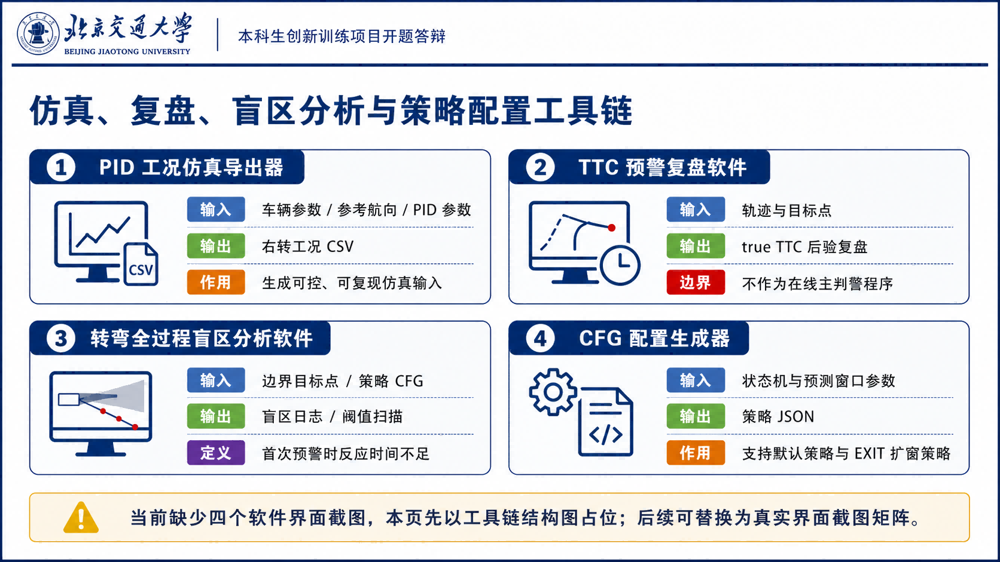 北京交通大学
BEIJING JIAOTONG UNIVERSITY
本科生创新训练项目开题答辩
仿真、复盘、盲区分析与策略配置工具链
1 PID 工况仿真导出器
CSV
输入 车辆参数 / 参考航向 / PID 参数
输出 右转工况 CSV
作用 生成可控、可复现仿真输入
2 TTC 预警复盘软件
输入 轨迹与目标点
输出 true TTC 后验复盘
边界 不作为在线主判警程序
3 转弯全过程盲区分析软件
输入 边界目标点 / 策略 CFG
输出 盲区日志 / 阈值扫描
定义 首次预警时反应时间不足
4 CFG 配置生成器
</>
输入 状态机与预测窗口参数
输出 策略 JSON
作用 支持默认策略与 EXIT 扩窗策略
当前缺少四个软件界面截图，本页先以工具链结构图占位；后续可替换为真实界面截图矩阵。